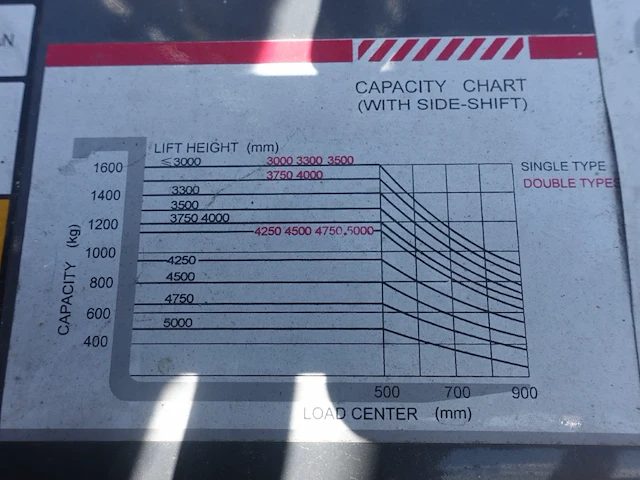 AN
CAPACITY CHART
(WITH SIDE-SHIFT)
LIFT HEIGHT (mm)
≤3000 3000 3300 3500
1600
SINGLE TYPE
3750 4000
DOUBLE TYPE
3300
1400
3500
3750 4000
1200
4250 4500 4750.5000
1000
4250
4500
800
4750
600
5000
400
CAPACITY (kg)
500 700 900
LOAD CENTER (mm)